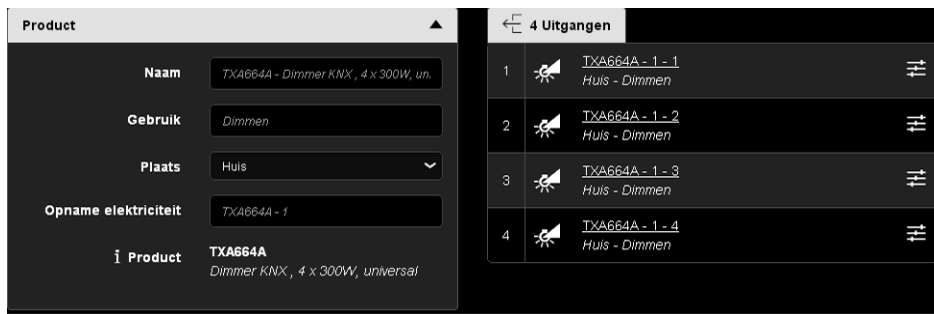 Product
Naam
TXA664A - Dimmer KNX , 4 x 300W, un.
Gebruik
Dimmen
Plaats
Huis
Opname elektriciteit
TXA664A - 1
i Product
TXA664A
Dimmer KNX , 4 x 300W, universal
4 Uitgangen
1
TXA664A - 1 - 1
Huis - Dimmen
2
TXA664A - 1 - 2
Huis - Dimmen
3
TXA664A - 1 - 3
Huis - Dimmen
4
TXA664A - 1 - 4
Huis - Dimmen